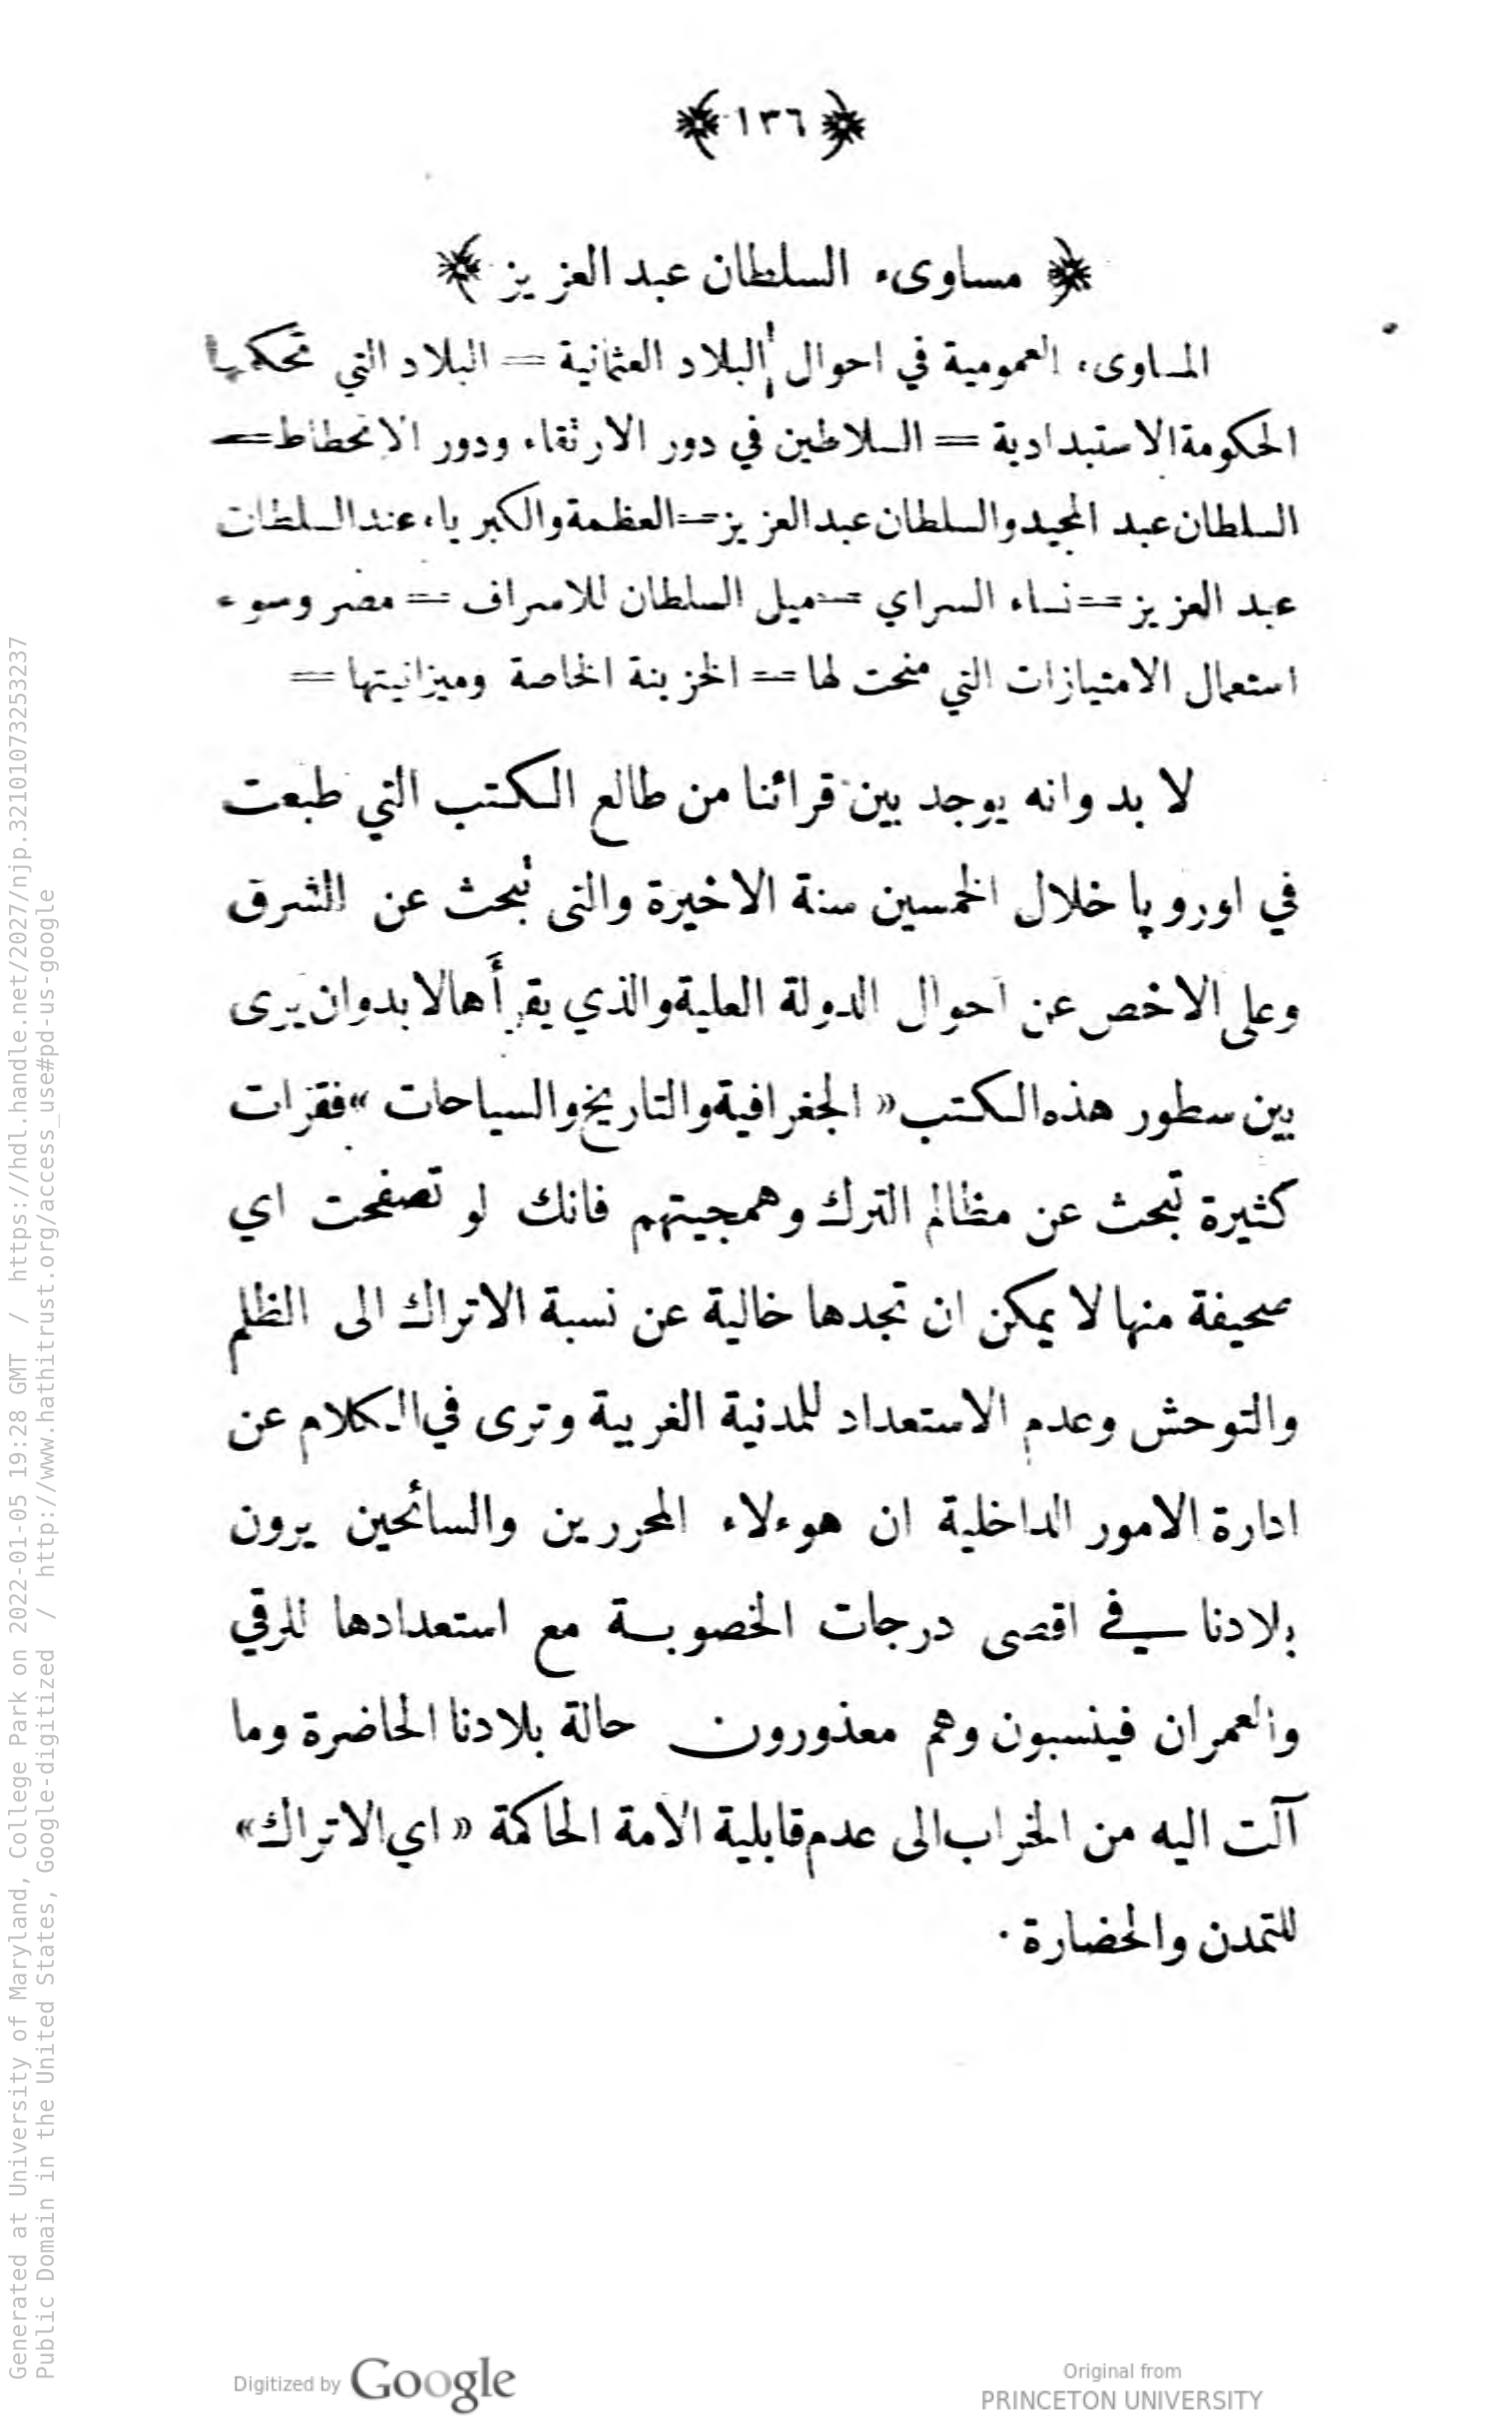 ﴿ ١٣٦ ﴾
﴿ مساوىء السلطان عبد العزيز ﴾
المساوىء العمومية في احوال البلاد العثمانية = البلاد التي تحكمها
الحكومة الاستبدادية = السلاطين في دور الارثقاء ودور الانحطاط =
السلطان عبد المجيد والسلطان عبد العزيز = العظمة والكبرياء عند السلطان
عبد العزيز = نساء السراي = ميل السلطان للاسراف = مصر وسوء
استعمال الامتيازات التي منحت لها = الخزينة الخاصة وميزانيتها =
لا بد وانه يوجد بين قرائنا من طالع الكتب التي طبعت
في اوروپا خلال الخمسين سنة الاخيرة والتى تبحث عن الشرق
وعلى الاخص عن احوال الدولة العلية والذي يقرأها لا بد وان يرى
بين سطور هذه الكتب « الجغرافية والتاريخ والسياحات » فقرات
كثيرة تبحث عن مظالم الترك وهمجيتهم فانك لو تصفحت اي
صحيفة منها لا يمكن ان تجدها خالية عن نسبة الاتراك الى الظلم
والتوحش وعدم الاستعداد للمدنية الغربية وترى في الكلام عن
ادارة الامور الداخلية ان هوءلاء المحررين والسائحين يرون
بلادنا في اقصى درجات الخصوبة مع استعدادها للرقي
والعمران فينسبون وهم معذورون حالة بلادنا الحاضرة وما
آلت اليه من الخراب الى عدم قابلية الامة الحاكمة « اي الاتراك »
للتمدن والحضارة ٠
Generated at University of Maryland, College Park on 2022-01-05 19:28 GMT / https://hdl.handle.net/2027/njp.32101073253237
Public Domain in the United States, Google-digitized / http://www.hathitrust.org/access_use#pd-us-google
Digitized by Google
Original from
PRINCETON UNIVERSITY